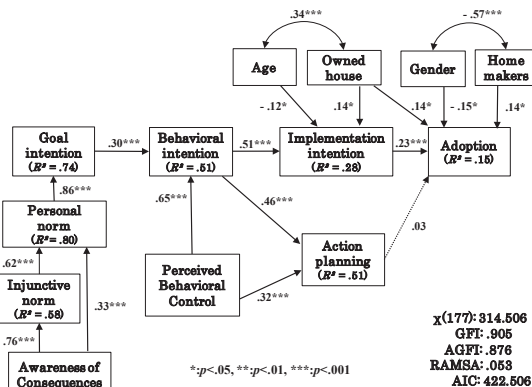 .34***
- .57***
Age
Owned
house
Gender
Home
makers
- .12*
.14*
.14*
- .15*
.14*
Goal
intention
(R² = .74)
.30***
Behavioral
intention
(R² = .51)
.51***
Implementation
intention
(R² = .28)
.23***
Adoption
(R² = .15)
.86***
.65***
.46***
.03
Personal
norm
(R² = .80)
Action
planning
(R² = .51)
.62***
Perceived
Behavioral
Control
.32***
Injunctive
norm
(R² = .58)
.33***
.76***
Awareness of
Consequences
*:p<.05, **:p<.01, ***:p<.001
χ(177): 314.506
GFI: .905
AGFI: .876
RAMSA: .053
AIC: 422.506